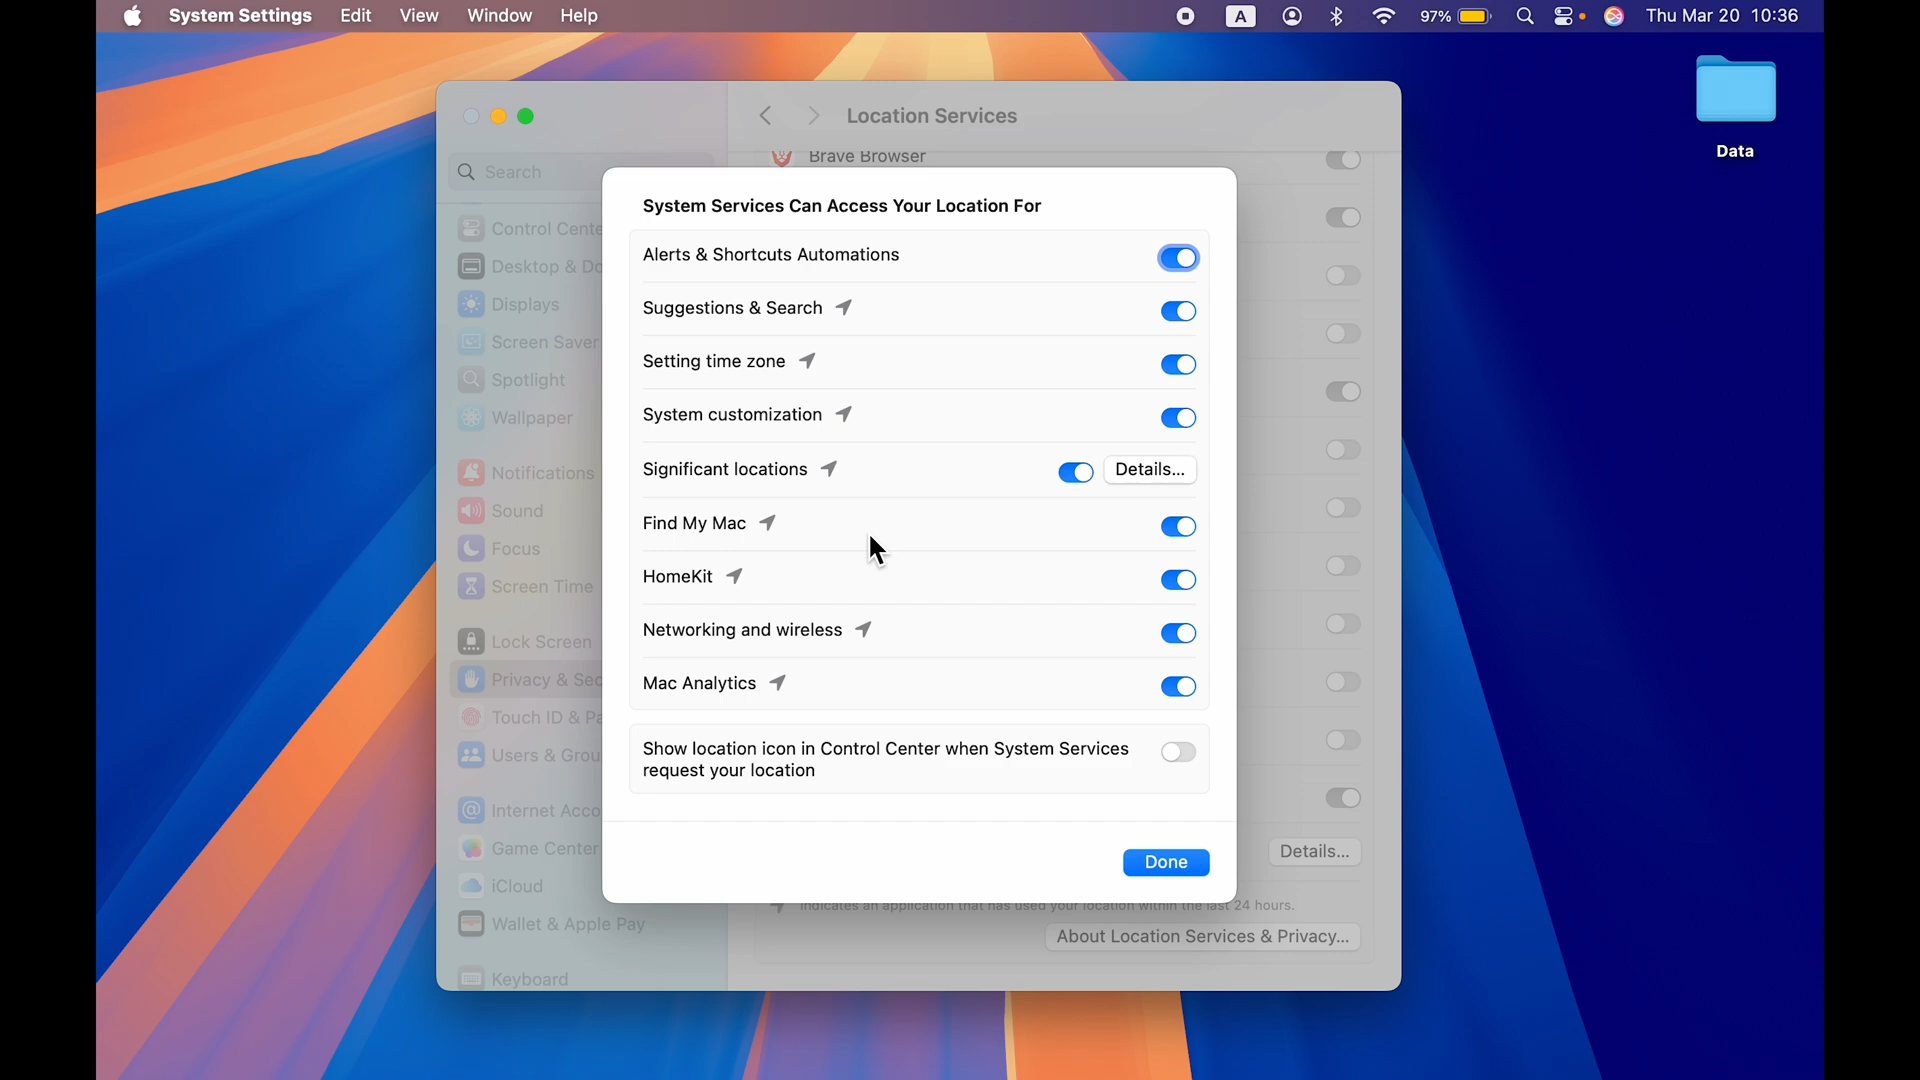 System Settings Edit View Window Help A 97% Thu Mar 20 10:36
Data
Location Services
Search
Brave Browser
Control Cente
Desktop & Do
Displays
Screen Saver
Spotlight
Wallpaper
Notifications
Sound
Focus
Screen Time
Lock Screen
Privacy & Sec
Touch ID & Pa
Users & Grou
Internet Acco
Game Center
iCloud
Wallet & Apple Pay
Keyboard
System Services Can Access Your Location For
Alerts & Shortcuts Automations
Suggestions & Search
Setting time zone
System customization
Significant locations Details...
Find My Mac
HomeKit
Networking and wireless
Mac Analytics
Show location icon in Control Center when System Services
request your location
Done
Details...
Indicates an application that has used your location within the last 24 hours.
About Location Services & Privacy...